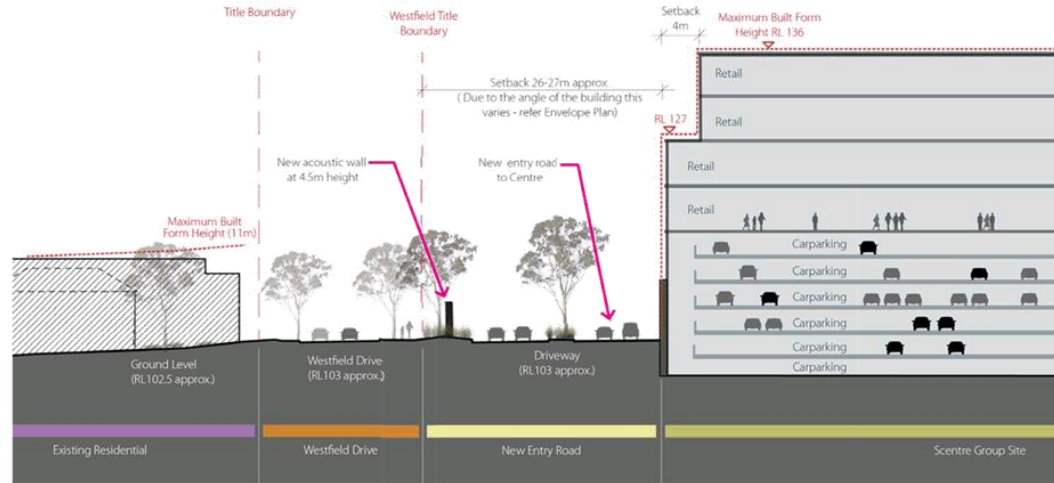 Title Boundary
Westfield Title
Boundary
Setback
4m
Maximum Built Form
Height RL 136
Setback 26-27m approx.
( Due to the angle of the building this
varies - refer Envelope Plan)
RL 127
Retail
Retail
Retail
Retail
New acoustic wall
at 4.5m height
New entry road
to Centre
Maximum Built
Form Height (11m)
Carparking
Carparking
Carparking
Carparking
Carparking
Carparking
Ground Level
(RL102.5 approx.)
Westfield Drive
(RL103 approx.)
Driveway
(RL103 approx.)
Existing Residential
Westfield Drive
New Entry Road
Scentre Group Site